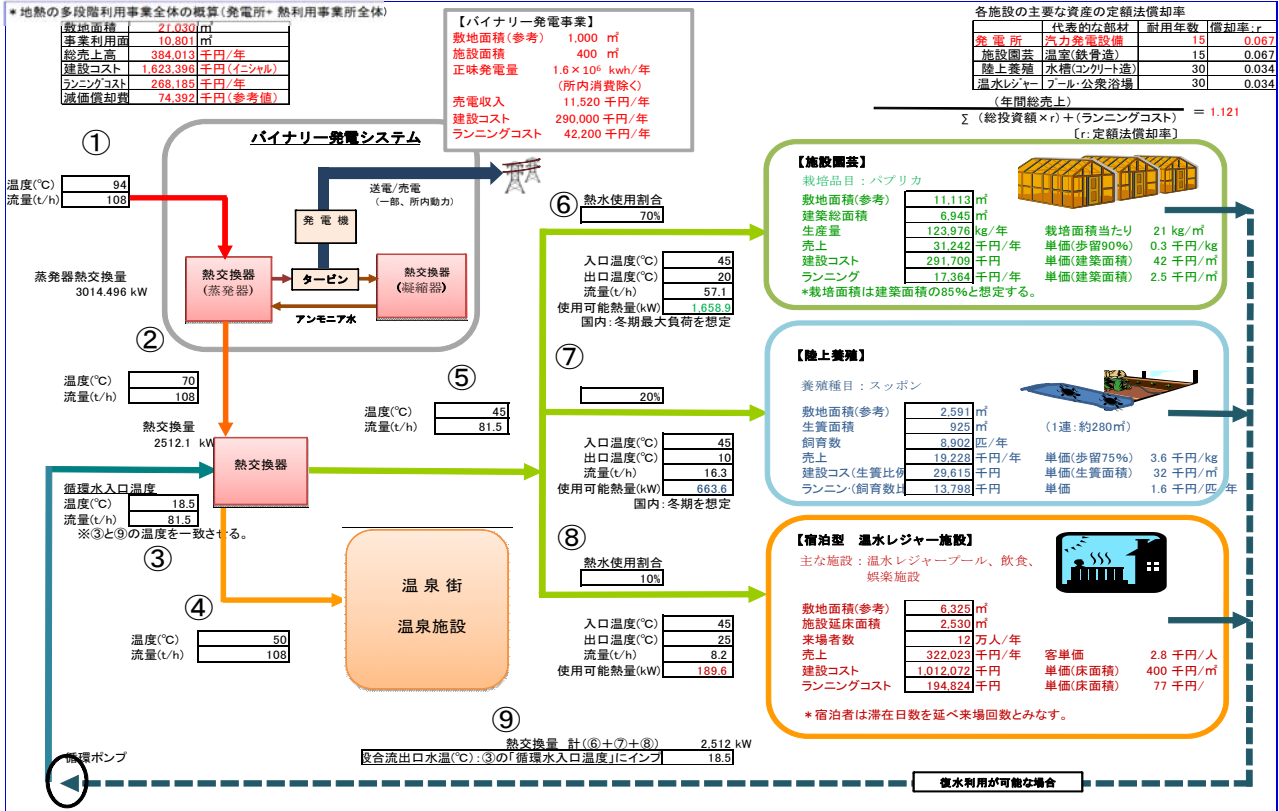 *地熱の多段階利用事業全体の概算(発電所+ 熱利用事業所全体)
敷地面積 21,030 ㎡
事業利用面 10,801 ㎡
総売上高 384,013 千円/年
建設コスト 1,623,396 千円(イニシャル)
ランニングコスト 268,185 千円/年
減価償却費 74,392 千円(参考値)
【バイナリー発電事業】
敷地面積(参考) 1,000 ㎡
施設面積 400 ㎡
正味発電量 1.6×10⁶ kwh/年
(所内消費除く)
売電収入 11,520 千円/年
建設コスト 290,000 千円/年
ランニングコスト 42,200 千円/年
各施設の主要な資産の定額法償却率
代表的な部材 耐用年数 償却率:r
発電所 汽力発電設備 15 0.067
施設園芸 温室(鉄骨造) 15 0.067
陸上養殖 水槽(コンクリート造) 30 0.034
温水レジャー プール・公衆浴場 30 0.034
(年間総売上)
Σ (総投資額×r)+(ランニングコスト) = 1.121
〔r:定額法償却率〕
①
温度(℃) 94
流量(t/h) 108
バイナリー発電システム
送電/売電
(一部、所内動力)
発電機
熱交換器
(蒸発器)
タービン
熱交換器
(凝縮器)
アンモニア水
蒸発器熱交換量
3014.496 kW
②
温度(℃) 70
流量(t/h) 108
熱交換量
2512.1 kW
熱交換器
循環水入口温度
温度(℃) 18.5
流量(t/h) 81.5
※③と⑨の温度を一致させる。
③
④
温度(℃) 50
流量(t/h) 108
温泉街
温泉施設
⑤
温度(℃) 45
流量(t/h) 81.5
⑥
熱水使用割合
70%
入口温度(℃) 45
出口温度(℃) 20
流量(t/h) 57.1
使用可能熱量(kW) 1,658.9
国内:冬期最大負荷を想定
【施設園芸】
栽培品目:パプリカ
敷地面積(参考) 11,113 ㎡
建築総面積 6,945 ㎡
生産量 123,976 kg/年 栽培面積当たり 21 kg/㎡
売上 31,242 千円/年 単価(歩留90%) 0.3 千円/kg
建設コスト 291,709 千円 単価(建築面積) 42 千円/㎡
ランニング 17,364 千円/年 単価(建築面積) 2.5 千円/㎡
*栽培面積は建築面積の85%と想定する。
⑦
20%
入口温度(℃) 45
出口温度(℃) 10
流量(t/h) 16.3
使用可能熱量(kW) 663.6
国内:冬期を想定
【陸上養殖】
養殖種目:スッポン
敷地面積(参考) 2,591 ㎡
生簀面積 925 ㎡ (1連:約280㎡)
飼育数 8,902 匹/年
売上 19,228 千円/年 単価(歩留75%) 3.6 千円/kg
建設コス(生簀比例 29,615 千円 単価(生簀面積) 32 千円/㎡
ランニン・(飼育数比 13,798 千円 単価 1.6 千円/匹 年
⑧
熱水使用割合
10%
入口温度(℃) 45
出口温度(℃) 25
流量(t/h) 8.2
使用可能熱量(kW) 189.6
【宿泊型 温水レジャー施設】
主な施設:温水レジャープール、飲食、
娯楽施設
敷地面積(参考) 6,325 ㎡
施設延床面積 2,530 ㎡
来場者数 12 万人/年
売上 322,023 千円/年 客単価 2.8 千円/人
建設コスト 1,012,072 千円 単価(床面積) 400 千円/㎡
ランニングコスト 194,824 千円 単価(床面積) 77 千円/
*宿泊者は滞在日数を延べ来場回数とみなす。
⑨
熱交換量 計(⑥+⑦+⑧) 2,512 kW
設合流出口水温(℃):③の「循環水入口温度」にインプ 18.5
循環ポンプ
復水利用が可能な場合